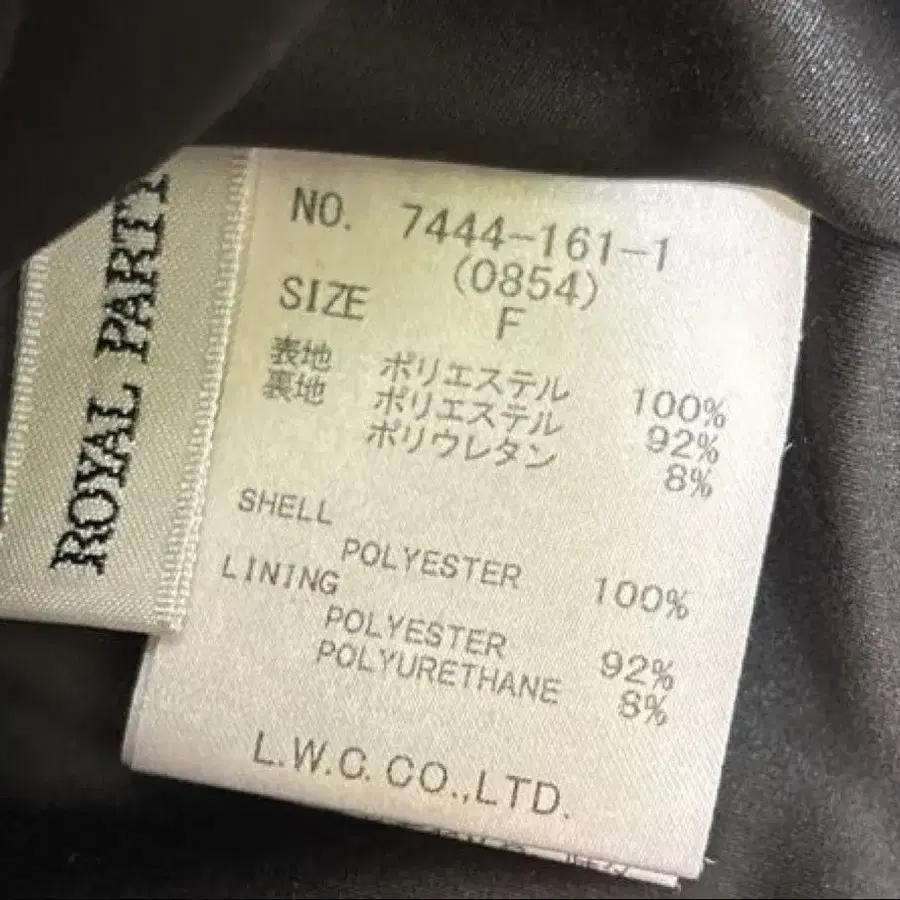 ROYAL PARTY
NO. 7444-161-1
(0854)
SIZE F
表地 ポリエステル 100%
裏地 ポリエステル 92%
ポリウレタン 8%
SHELL
POLYESTER 100%
LINING
POLYESTER 92%
POLYURETHANE 8%
L.W.C. CO.,LTD.